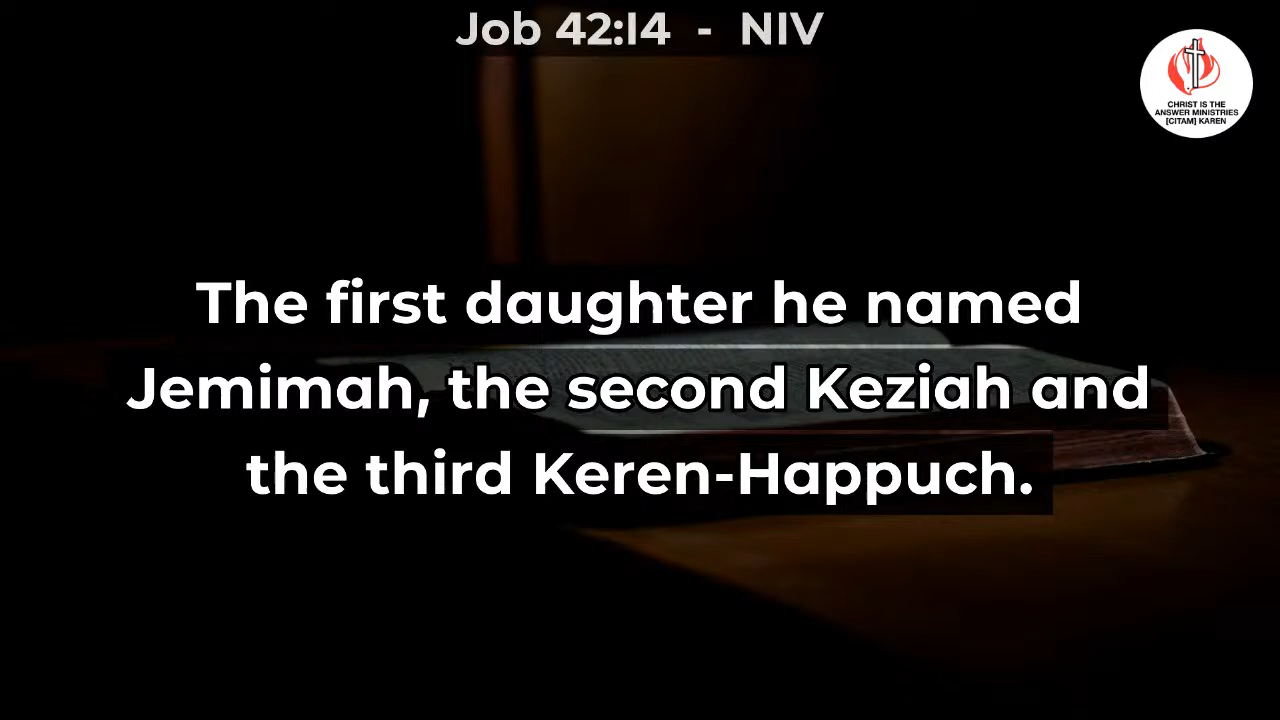 Job 42:14 - NIV
CHRIST IS THE
ANSWER MINISTRIES
[CITAM] KAREN
The first daughter he named
Jemimah, the second Keziah and
the third Keren-Happuch.